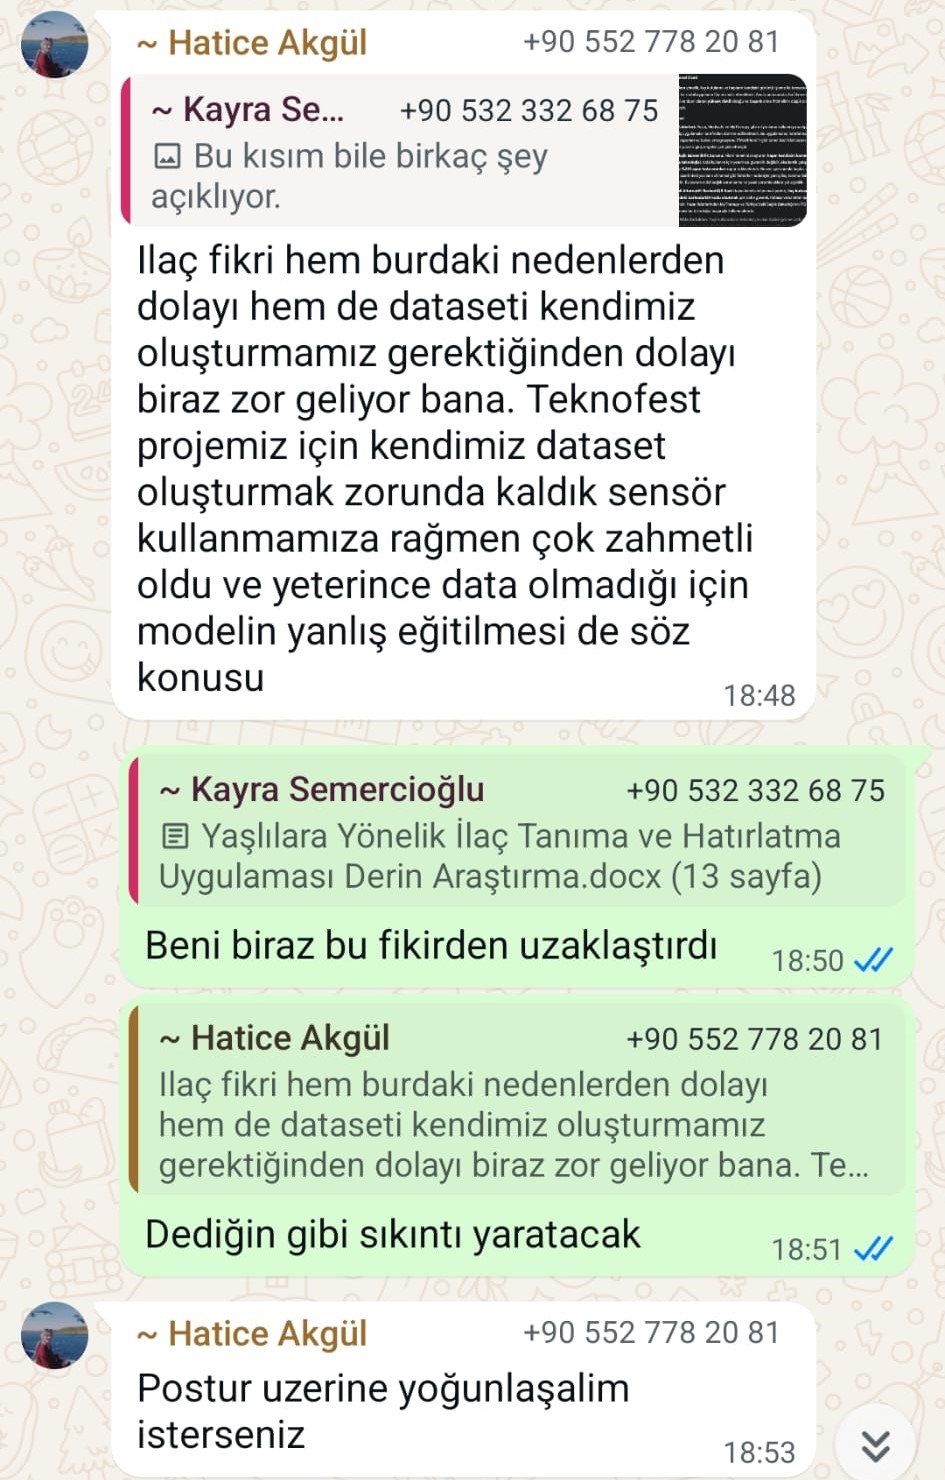 ~ Hatice Akgül +90 552 778 20 81
~ Kayra Se... +90 532 332 68 75
Bu kısım bile birkaç şey
açıklıyor.
Ilaç fikri hem burdaki nedenlerden
dolayı hem de dataseti kendimiz
oluşturmamız gerektiğinden dolayı
biraz zor geliyor bana. Teknofest
projemiz için kendimiz dataset
oluşturmak zorunda kaldık sensör
kullanmamıza rağmen çok zahmetli
oldu ve yeterince data olmadığı için
modelin yanlış eğitilmesi de söz
konusu
18:48
~ Kayra Semercioğlu +90 532 332 68 75
Yaşlılara Yönelik İlaç Tanıma ve Hatırlatma
Uygulaması Derin Araştırma.docx (13 sayfa)
Beni biraz bu fikirden uzaklaştırdı 18:50
~ Hatice Akgül +90 552 778 20 81
Ilaç fikri hem burdaki nedenlerden dolayı
hem de dataseti kendimiz oluşturmamız
gerektiğinden dolayı biraz zor geliyor bana. Te...
Dediğin gibi sıkıntı yaratacak 18:51
~ Hatice Akgül +90 552 778 20 81
Postur uzerine yoğunlaşalim
isterseniz
18:53